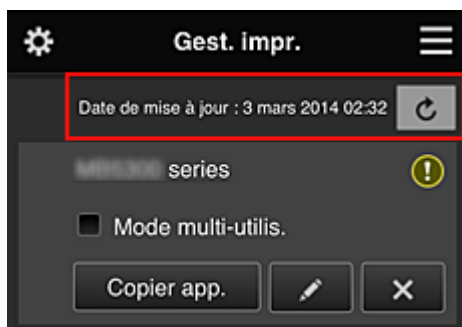 Gest. impr.
Date de mise à jour : 3 mars 2014 02:32
series
Mode multi-utilis.
Copier app.